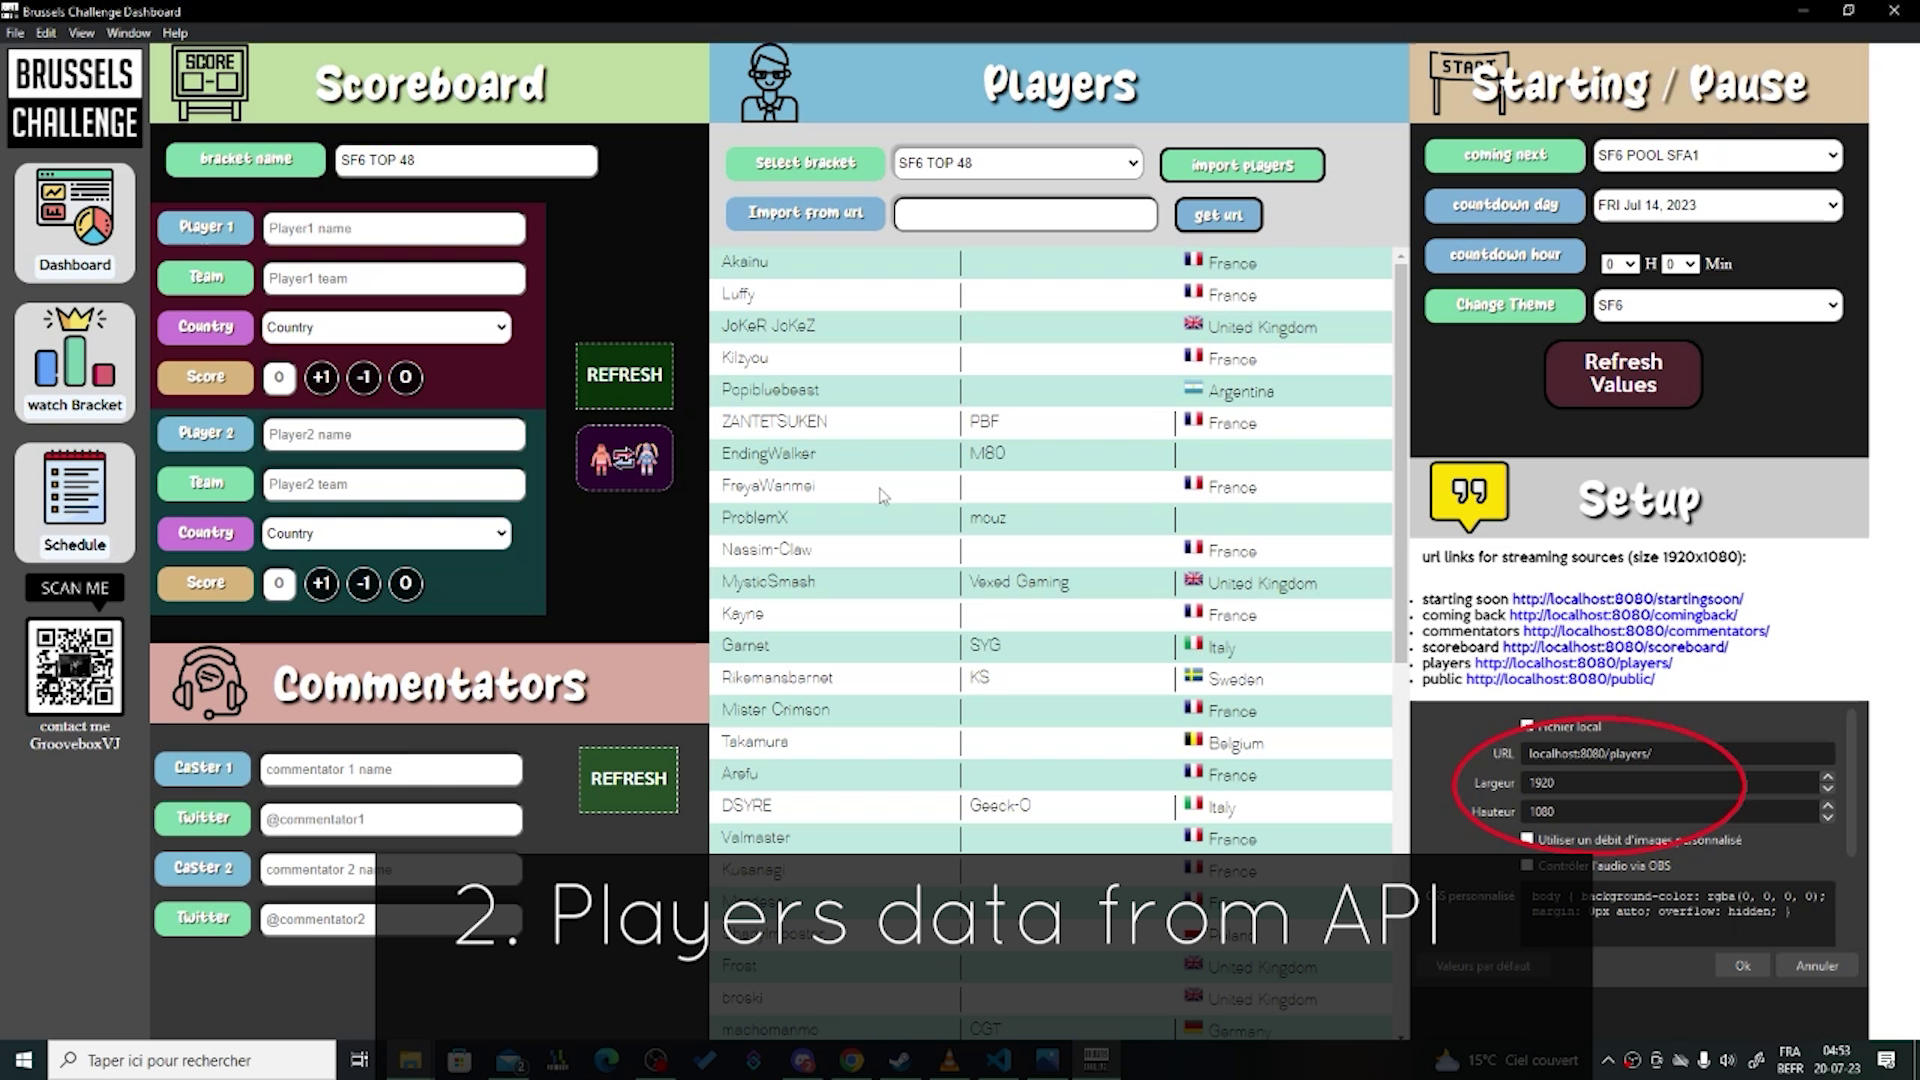 Brussels Challenge Dashboard
File Edit View Window Help
BRUSSELS
CHALLENGE
Dashboard
watch Bracket
Schedule
SCAN ME
contact me
GrooveboxVJ
SCORE
Scoreboard
bracket name SF6 TOP 48
Player 1 Player1 name
Team Player1 team
Country Country
Score 0 +1 -1 0
REFRESH
Player 2 Player2 name
Team Player2 team
Country Country
Score 0 +1 -1 0
Commentators
Caster 1 commentator 1 name
Twitter @commentator1
REFRESH
Caster 2 commentator 2 name
Twitter @commentator2
Players
Select bracket SF6 TOP 48 import players
Import from url get url
Akainu France
Luffy France
JoKeR JoKeZ United Kingdom
Kilzyou France
Popibluebeast Argentina
ZANTETSUKEN PBF France
EndingWalker M80
FreyaWanmei France
ProblemX mouz
Nassim-Claw France
MysticSmash Vexed Gaming United Kingdom
Kayne France
Garnet SYG Italy
Rikemansbarnet KS Sweden
Mister Crimson France
Takamura Belgium
Arefu France
DSYRE Geeck-O Italy
Valmaster France
Kusanagi France
Poland
Frost United Kingdom
broski United Kingdom
machomanmo CGT Germany
2. Players data from API
START
Starting / Pause
coming next SF6 POOL SFA1
countdown day FRI Jul 14, 2023
countdown hour 0 H 0 Min
Change Theme SF6
Refresh
Values
Setup
url links for streaming sources (size 1920x1080):
starting soon http://localhost:8080/startingsoon/
coming back http://localhost:8080/comingback/
commentators http://localhost:8080/commentators/
scoreboard http://localhost:8080/scoreboard/
players http://localhost:8080/players/
public http://localhost:8080/public/
Fichier local
URL localhost:8080/players/
Largeur 1920
Hauteur 1080
Utiliser un débit d'images personnalisé
Contrôler l'audio via OBS
personnalisé body { background-color: rgba(0, 0, 0, 0);
margin: 0px auto; overflow: hidden; }
Valeurs par défaut Ok Annuler
Taper ici pour rechercher
15°C Ciel couvert
FRA 04:53
BEFR 20-07-23